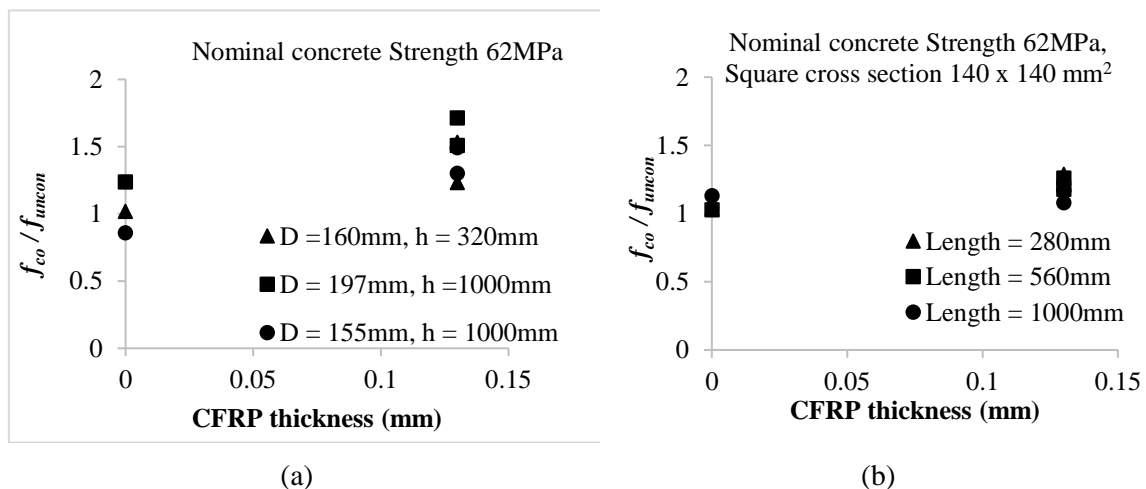 Nominal concrete Strength 62MPa
2
1.5
1
0.5
0
f_co / f_uncon
D =160mm, h = 320mm
D = 197mm, h =1000mm
D = 155mm, h = 1000mm
0 0.05 0.1 0.15
CFRP thickness (mm)
(a)
Nominal concrete Strength 62MPa,
Square cross section 140 x 140 mm²
2
1.5
1
0.5
0
f_co / f_uncon
Length = 280mm
Length = 560mm
Length = 1000mm
0 0.05 0.1 0.15
CFRP thickness (mm)
(b)